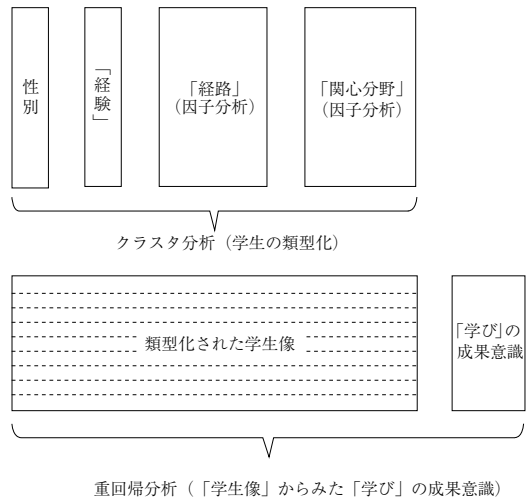 性別
「経験」
「経路」
(因子分析)
「関心分野」
(因子分析)
クラスタ分析（学生の類型化）
類型化された学生像
「学び」の
成果意識
重回帰分析（「学生像」からみた「学び」の成果意識）